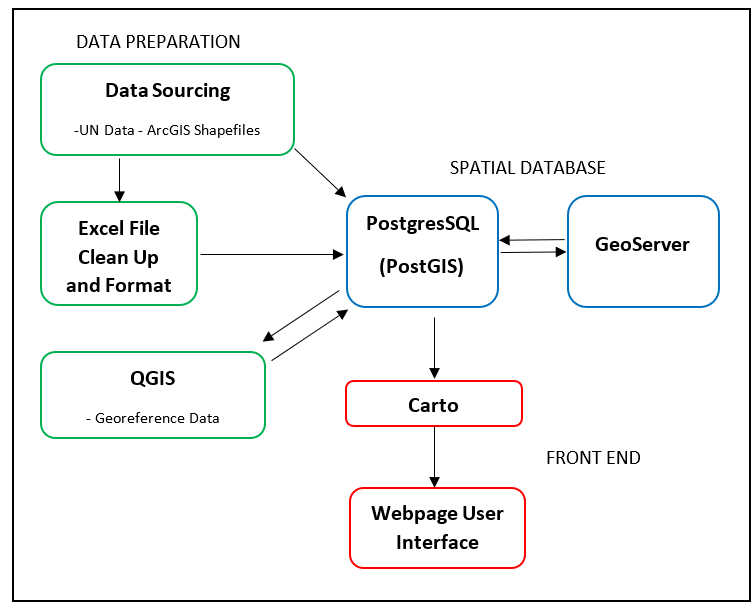 DATA PREPARATION
Data Sourcing
-UN Data - ArcGIS Shapefiles
SPATIAL DATABASE
Excel File
Clean Up
and Format
PostgresSQL
(PostGIS)
GeoServer
QGIS
- Georeference Data
Carto
FRONT END
Webpage User
Interface